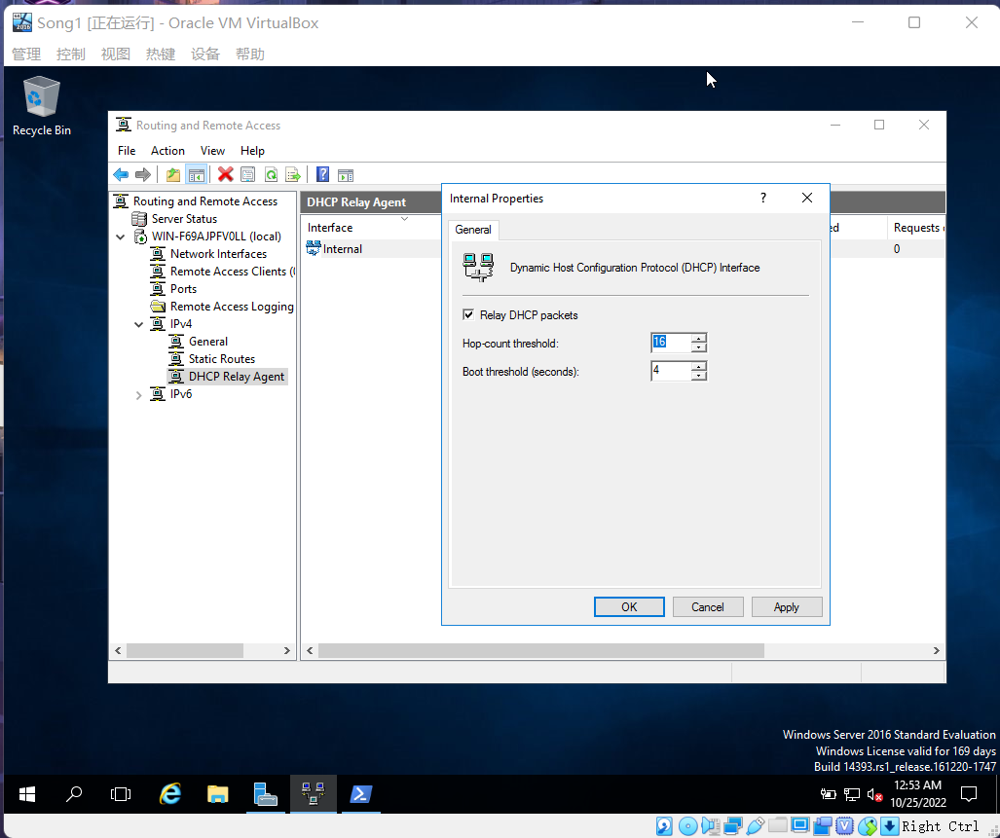 Song1 [正在运行] - Oracle VM VirtualBox
管理 控制 视图 热键 设备 帮助
Recycle Bin
Routing and Remote Access
File Action View Help
Routing and Remote Access
Server Status
WIN-F69AJPFV0LL (local)
Network Interfaces
Remote Access Clients (
Ports
Remote Access Logging
IPv4
General
Static Routes
DHCP Relay Agent
IPv6
DHCP Relay Agent
Interface
ed
Requests
Internal
0
Internal Properties
?
General
Dynamic Host Configuration Protocol (DHCP) Interface
Relay DHCP packets
Hop-count threshold:
16
Boot threshold (seconds):
4
OK
Cancel
Apply
Windows Server 2016 Standard Evaluation
Windows License valid for 169 days
Build 14393.rs1_release.161220-1747
12:53 AM
10/25/2022
Right Ctrl